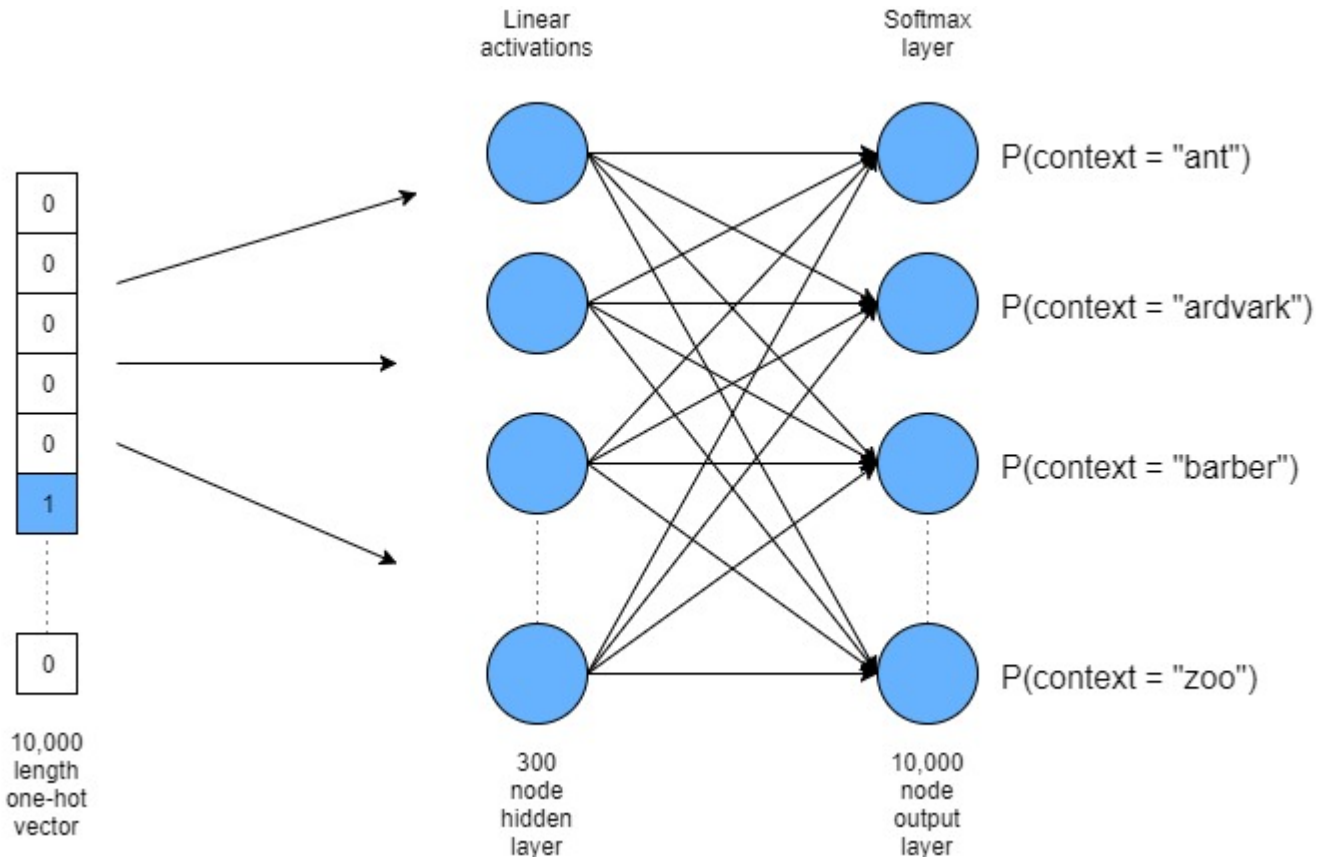 Linear
activations
Softmax
layer
0
0
0
0
0
1
0
P(context = "ant")
P(context = "ardvark")
P(context = "barber")
P(context = "zoo")
10,000
length
one-hot
vector
300
node
hidden
layer
10,000
node
output
layer